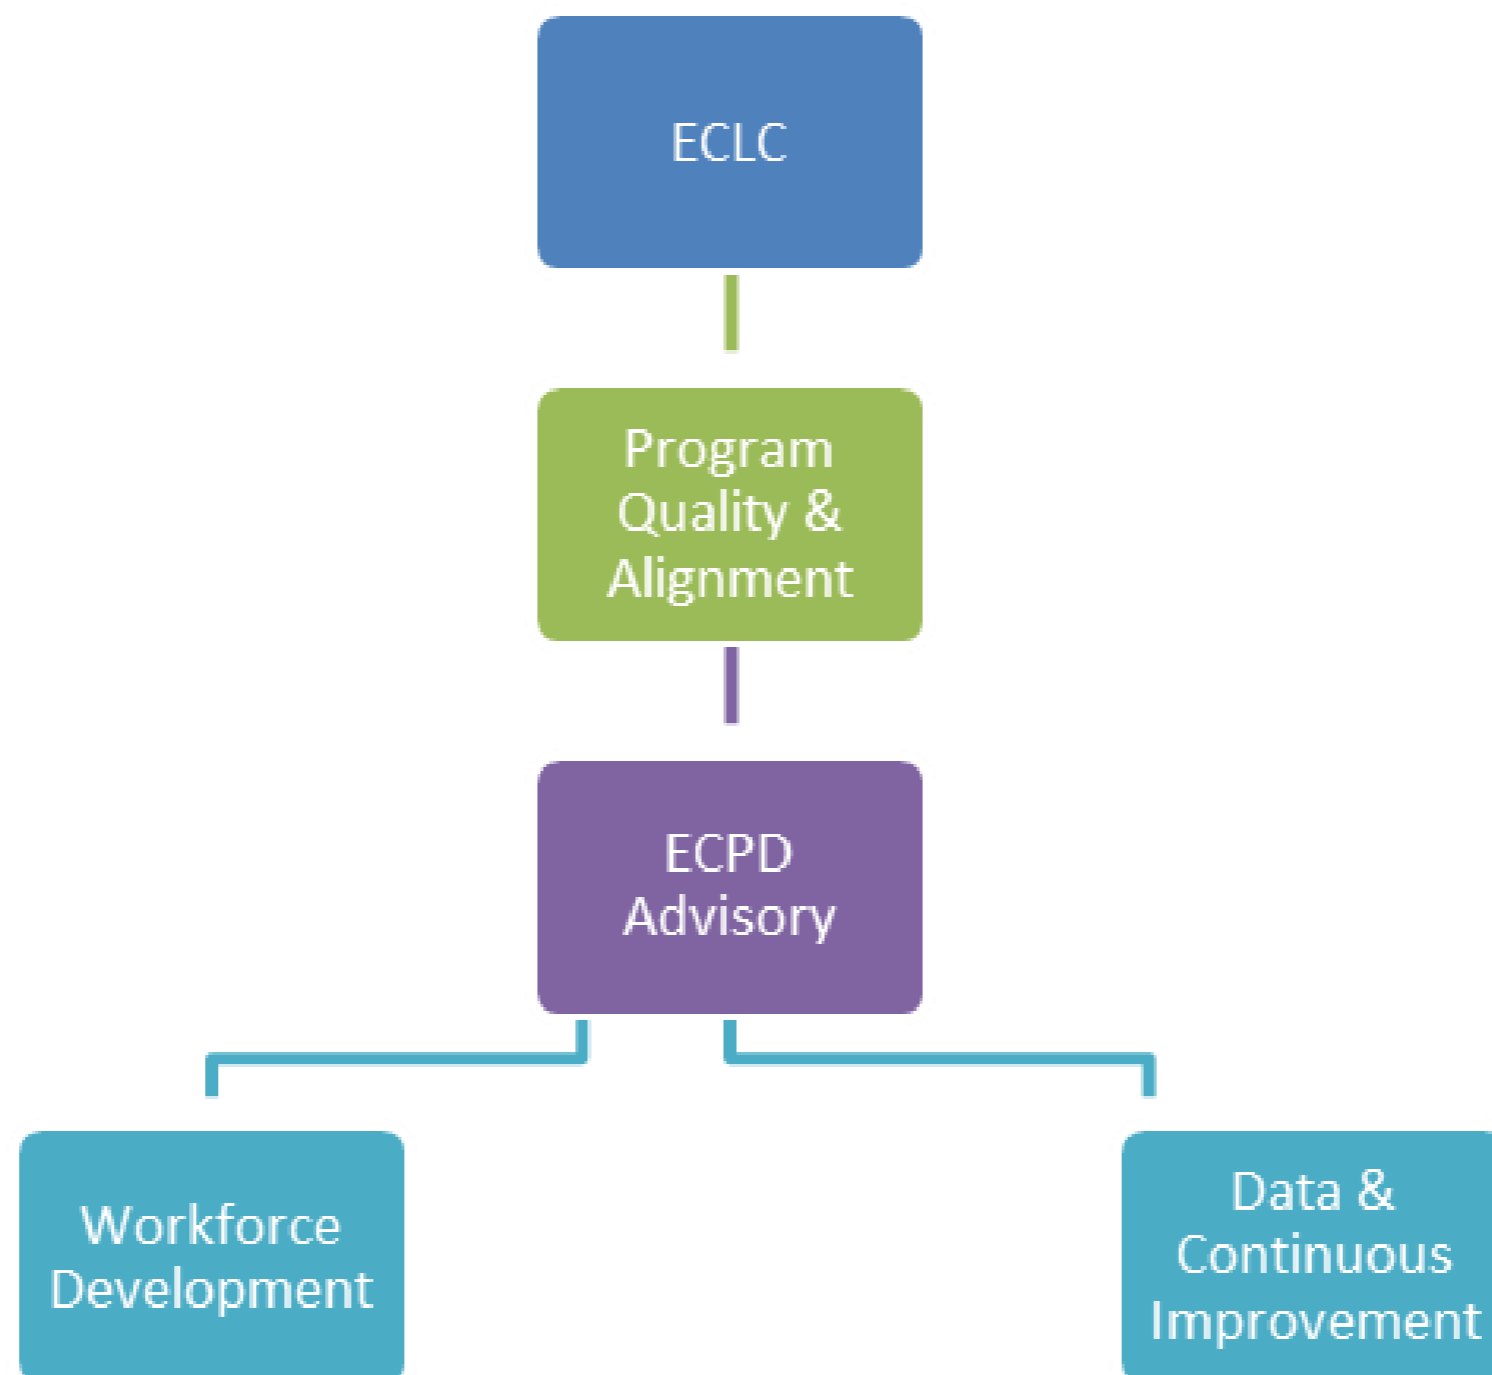 ECLC
Program
Quality &
Alignment
ECPD
Advisory
Workforce
Development
Data &
Continuous
Improvement